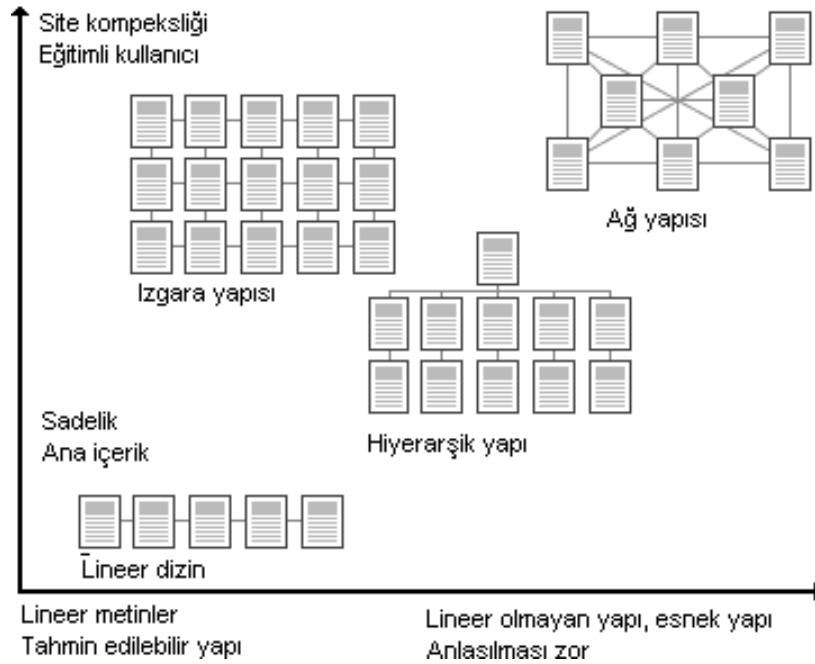 Site kompeksliği
Eğitimli kullanıcı
Ağ yapısı
Izgara yapısı
Sadelik
Ana içerik
Hiyerarşik yapı
Lineer dizin
Lineer metinler
Tahmin edilebilir yapı
Lineer olmayan yapı, esnek yapı
Anlasılması zor